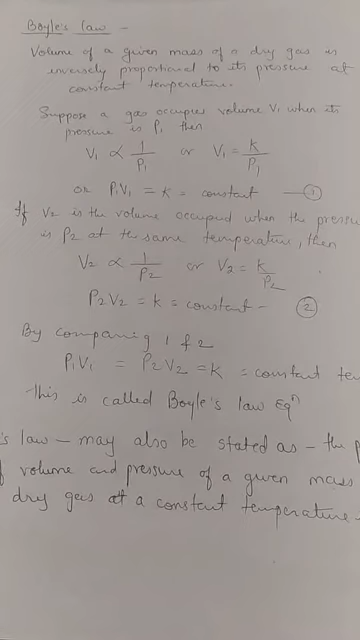 Boyle's law -
Volume of a given mass of a dry gas is
inversely proportional to its pressure at
constant temperature.
Suppose a gas occupies volume V1 when its
pressure is P1 then
V1 ∝ 1/P1 or V1 = K/P1
or P1V1 = K = constant — ①
If V2 is the volume occupied when the pressure
is P2 at the same temperature, then
V2 ∝ 1/P2 or V2 = K/P2
P2V2 = K = constant - ②
By comparing 1 & 2
P1V1 = P2V2 = K = constant
This is called Boyle's law Eqn
law - may also be stated as - the
volume and pressure of a given mass
dry gas at a constant temperature.